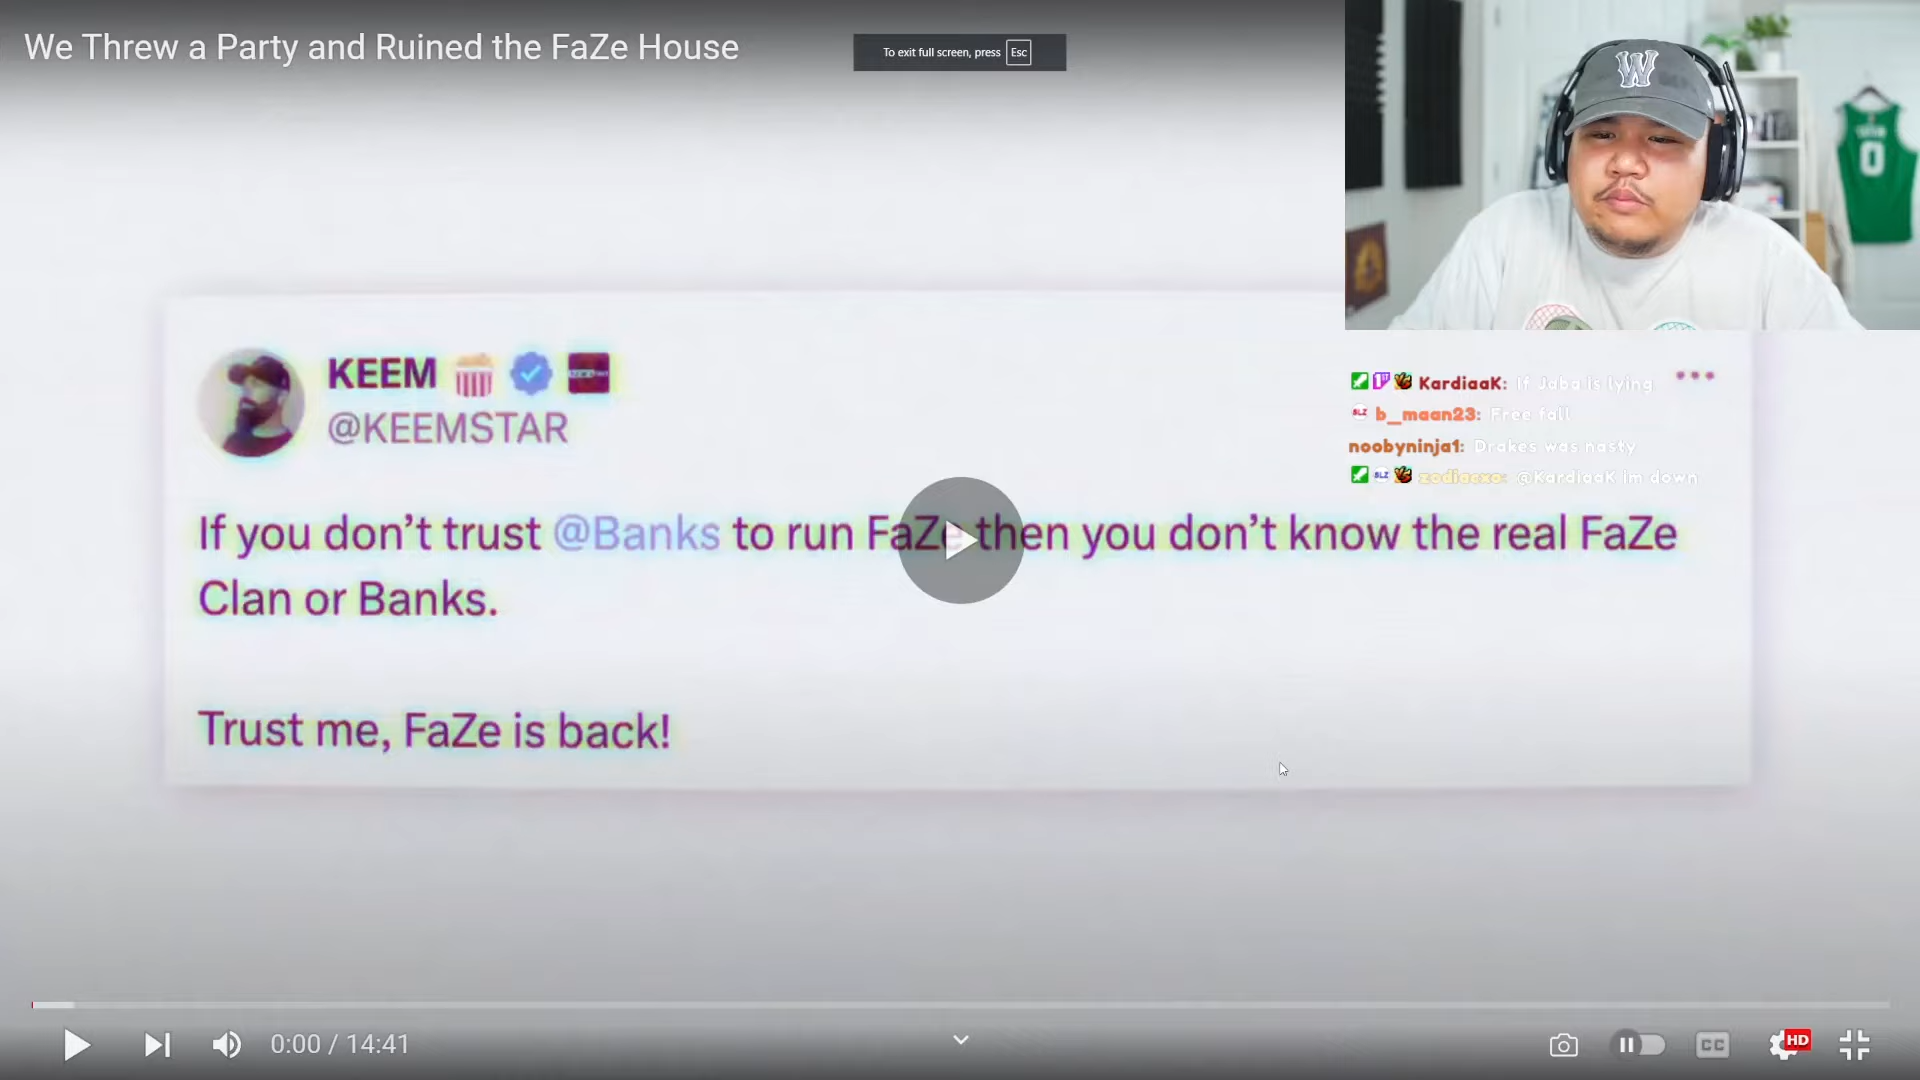 We Threw a Party and Ruined the FaZe House
To exit full screen, press Esc
W
0
KEEM
@KEEMSTAR
KardiaaK: If Jaba is lying
b_maan23: Free fall
noobyninja1: Drakes was nasty
zodiacxo: @KardiaaK im down
If you don’t trust @Banks to run FaZe then you don’t know the real FaZe
Clan or Banks.
Trust me, FaZe is back!
0:00 / 14:41
CC
HD